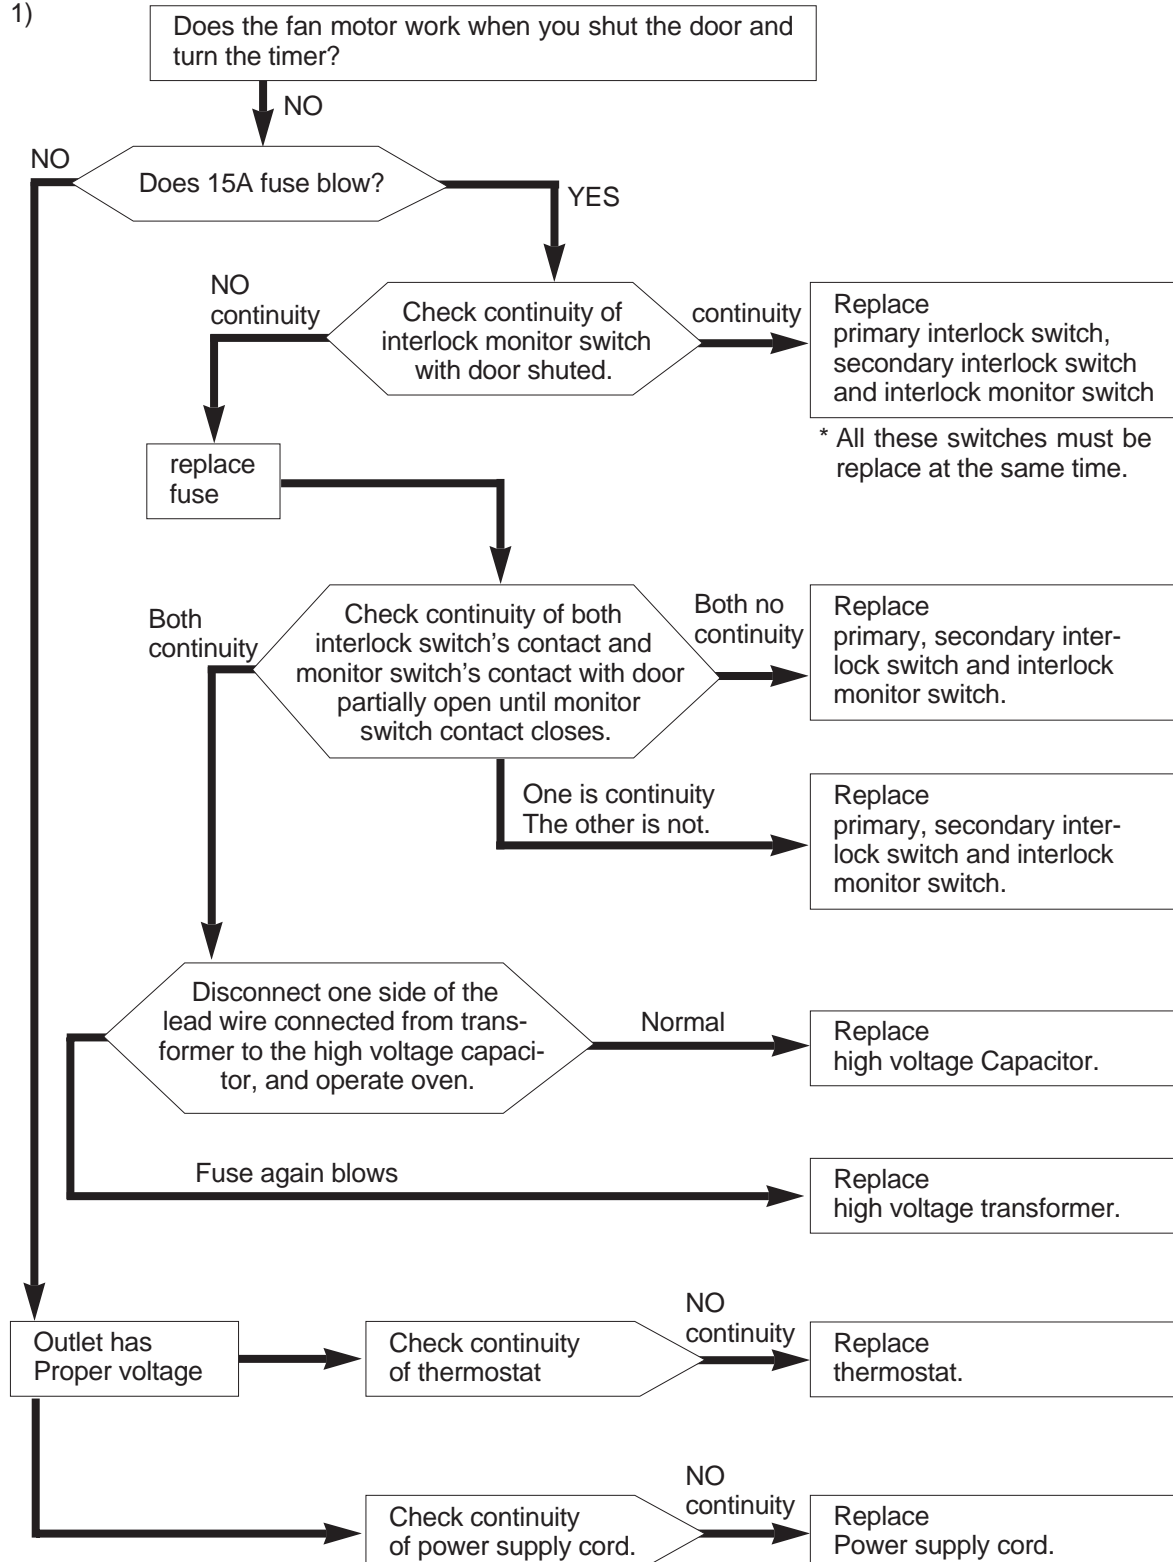 1)
Does the fan motor work when you shut the door and
turn the timer?
NO
NO
Does 15A fuse blow?
YES
NO
continuity
Check continuity of
interlock monitor switch
with door shuted.
continuity
Replace
primary interlock switch,
secondary interlock switch
and interlock monitor switch
* All these switches must be
replace at the same time.
replace
fuse
Both
continuity
Check continuity of both
interlock switch's contact and
monitor switch's contact with door
partially open until monitor
switch contact closes.
Both no
continuity
Replace
primary, secondary inter-
lock switch and interlock
monitor switch.
One is continuity
The other is not.
Replace
primary, secondary inter-
lock switch and interlock
monitor switch.
Disconnect one side of the
lead wire connected from trans-
former to the high voltage capaci-
tor, and operate oven.
Normal
Replace
high voltage Capacitor.
Fuse again blows
Replace
high voltage transformer.
Outlet has
Proper voltage
Check continuity
of thermostat
NO
continuity
Replace
thermostat.
Check continuity
of power supply cord.
NO
continuity
Replace
Power supply cord.